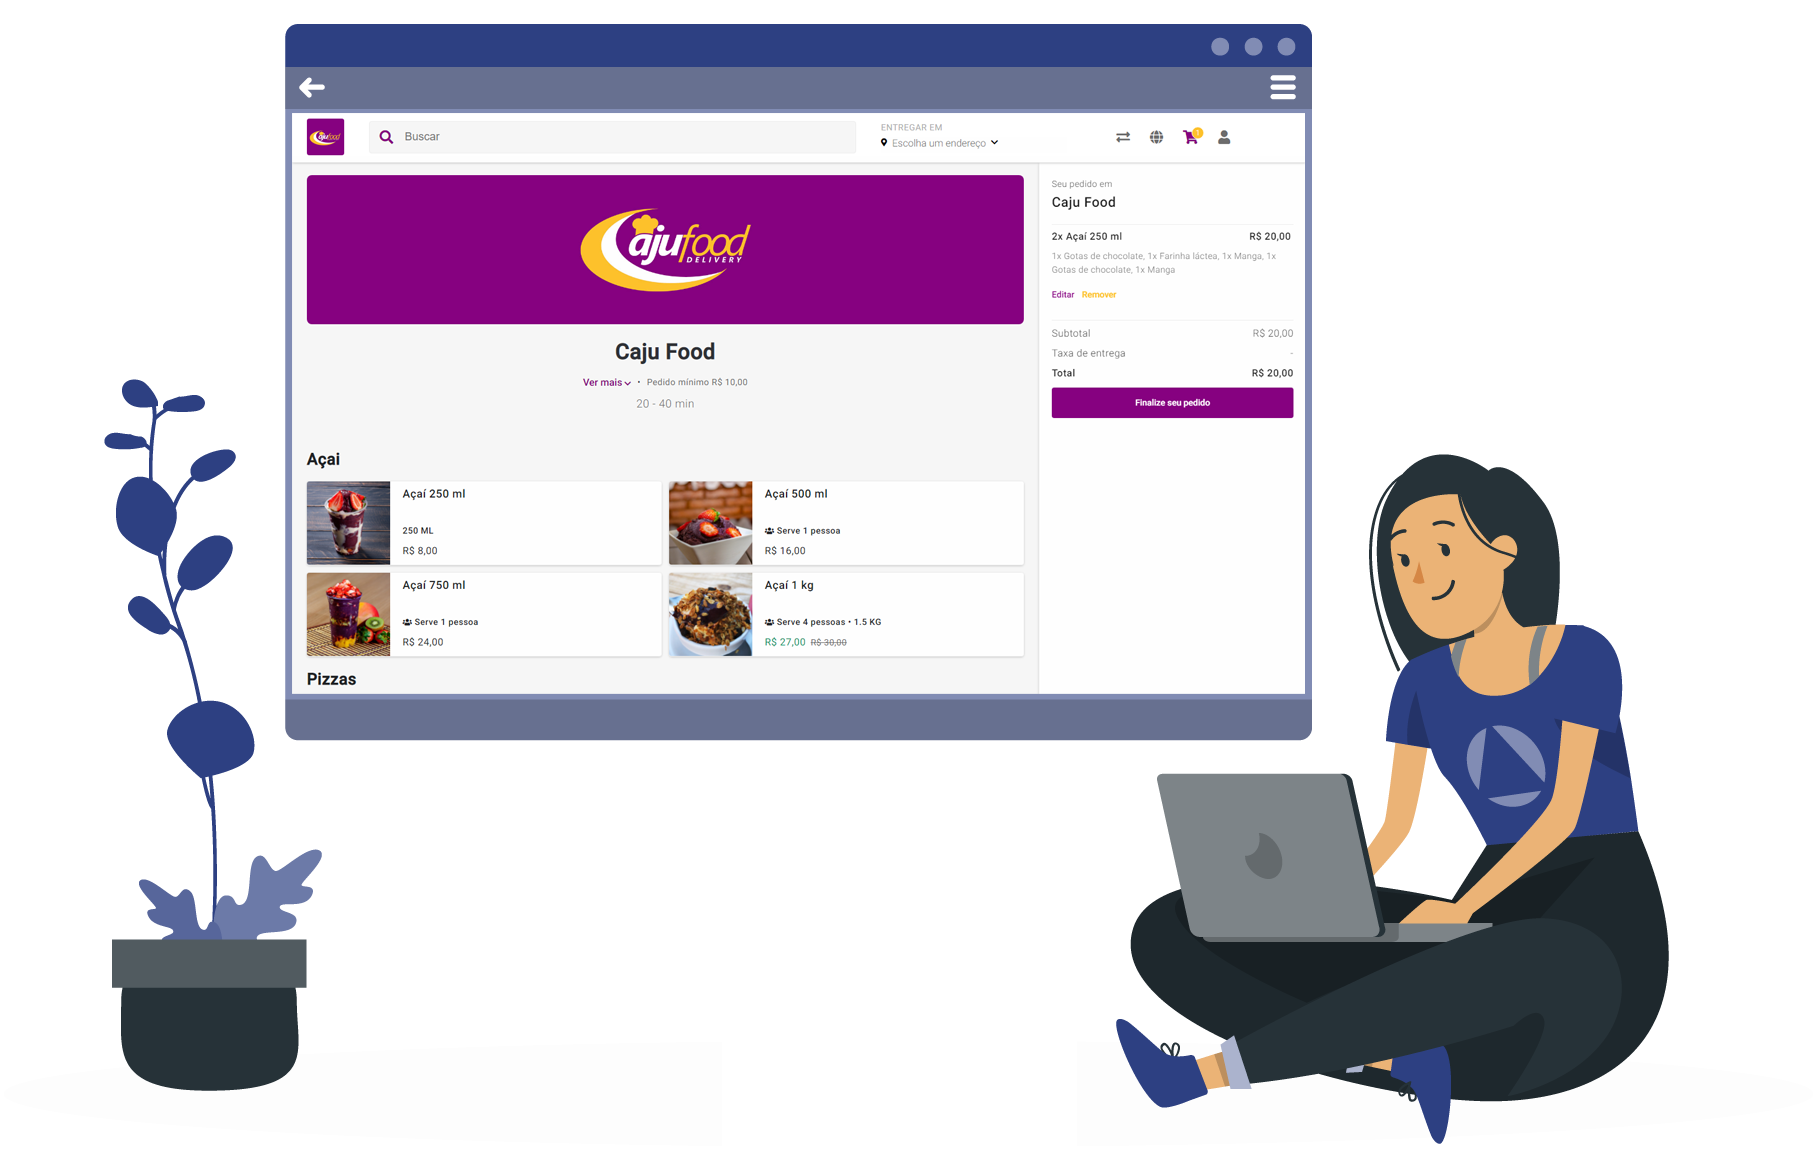 Cajufood
Buscar
ENTREGAR EM
Escolha um endereço
1
Cajufood
DELIVERY
Caju Food
Ver mais • Pedido mínimo R$ 10,00
20 - 40 min
Açai
Açaí 250 ml
250 ML
R$ 8,00
Açaí 500 ml
Serve 1 pessoa
R$ 16,00
Açaí 750 ml
Serve 1 pessoa
R$ 24,00
Açaí 1 kg
Serve 4 pessoas • 1.5 KG
R$ 27,00 R$ 30,00
Pizzas
Seu pedido em
Caju Food
2x Açaí 250 ml R$ 20,00
1x Gotas de chocolate, 1x Farinha láctea, 1x Manga, 1x
Gotas de chocolate, 1x Manga
Editar Remover
Subtotal R$ 20,00
Taxa de entrega -
Total R$ 20,00
Finalize seu pedido